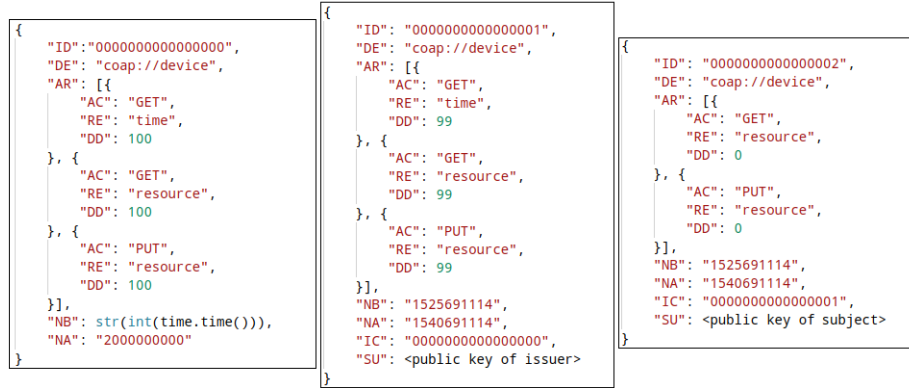 {
"ID":"0000000000000000",
"DE": "coap://device",
"AR": [{
"AC": "GET",
"RE": "time",
"DD": 100
}, {
"AC": "GET",
"RE": "resource",
"DD": 100
}, {
"AC": "PUT",
"RE": "resource",
"DD": 100
}],
"NB": str(int(time.time())),
"NA": "2000000000"
}
{
"ID": "0000000000000001",
"DE": "coap://device",
"AR": [{
"AC": "GET",
"RE": "time",
"DD": 99
}, {
"AC": "GET",
"RE": "resource",
"DD": 99
}, {
"AC": "PUT",
"RE": "resource",
"DD": 99
}],
"NB": "1525691114",
"NA": "1540691114",
"IC": "0000000000000000",
"SU": <public key of issuer>
}
{
"ID": "0000000000000002",
"DE": "coap://device",
"AR": [{
"AC": "GET",
"RE": "resource",
"DD": 0
}, {
"AC": "PUT",
"RE": "resource",
"DD": 0
}],
"NB": "1525691114",
"NA": "1540691114",
"IC": "0000000000000001",
"SU": <public key of subject>
}